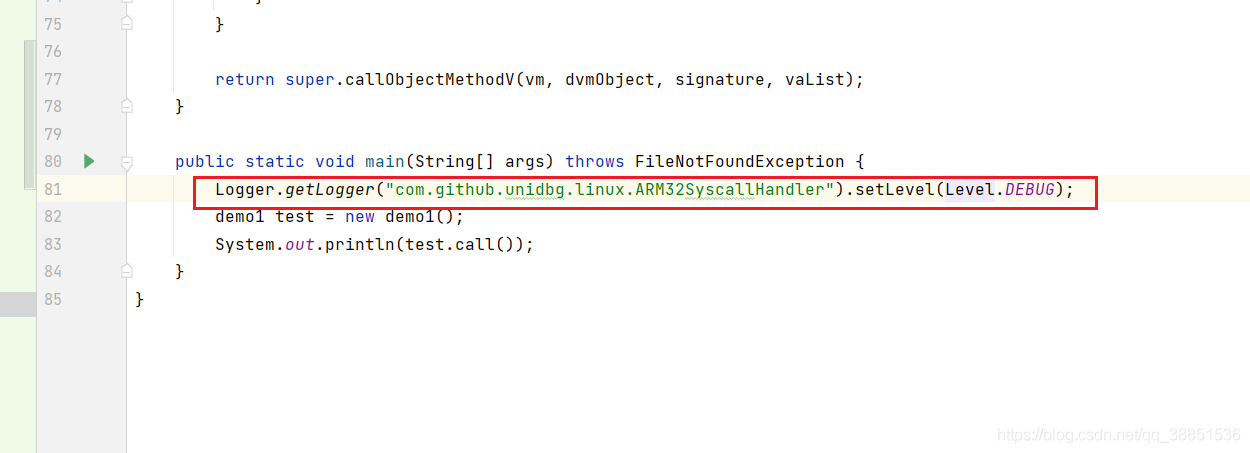 75 }
76
77 return super.callObjectMethodV(vm, dvmObject, signature, vaList);
78 }
79
80 public static void main(String[] args) throws FileNotFoundException {
81 Logger.getLogger("com.github.unidbg.linux.ARM32SyscallHandler").setLevel(Level.DEBUG);
82 demo1 test = new demo1();
83 System.out.println(test.call());
84 }
85 }
https://blog.csdn.net/qq_38851536